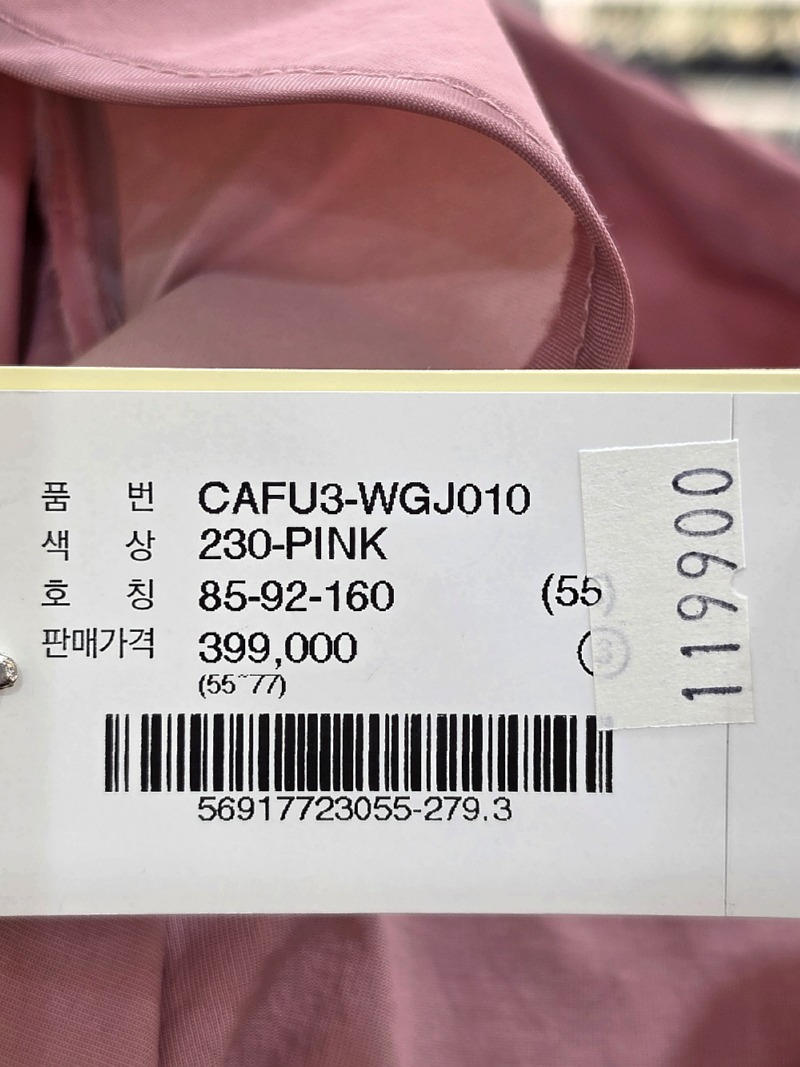 품 번 CAFU3-WGJ010
색 상 230-PINK
호 칭 85-92-160 (55)
판매가격 399,000
(55~77)
56917723055-279.3
119900